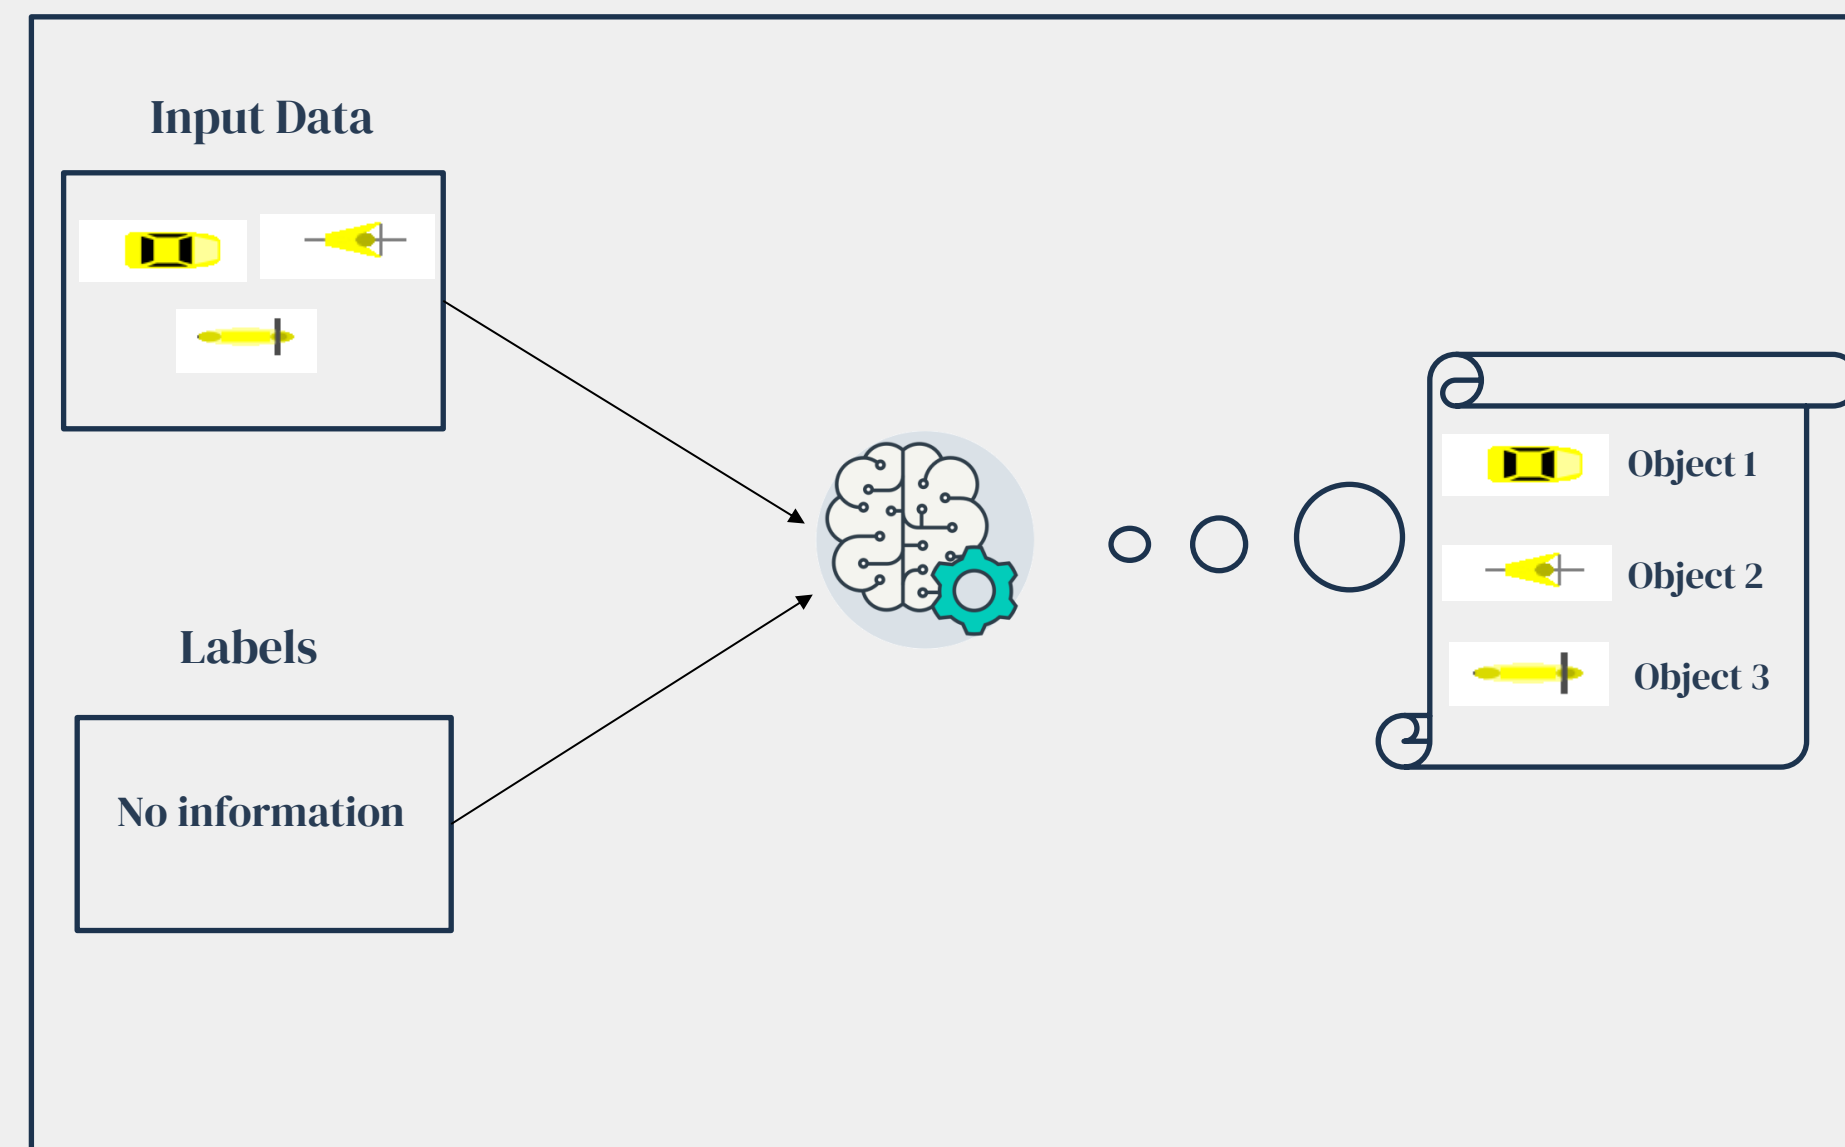 Input Data
Labels
No information
Object 1
Object 2
Object 3